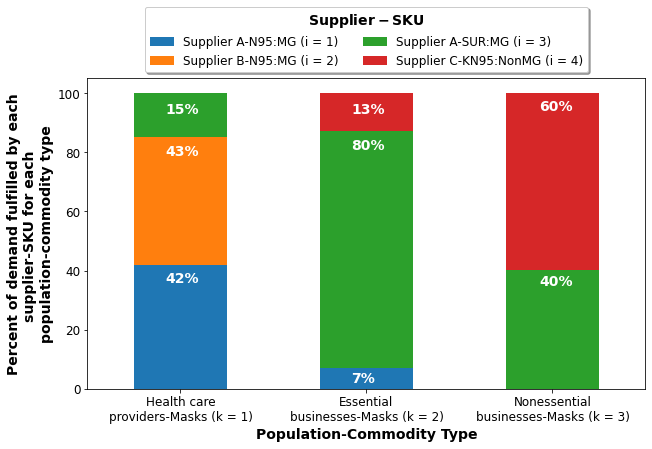 Supplier − SKU
Supplier A-N95:MG (i = 1)
Supplier A-SUR:MG (i = 3)
Supplier B-N95:MG (i = 2)
Supplier C-KN95:NonMG (i = 4)
Percent of demand fulfilled by each
supplier-SKU for each
population-commodity type
100
80
60
40
20
0
15%
43%
42%
13%
80%
7%
60%
40%
Health care
providers-Masks (k = 1)
Essential
businesses-Masks (k = 2)
Nonessential
businesses-Masks (k = 3)
Population-Commodity Type